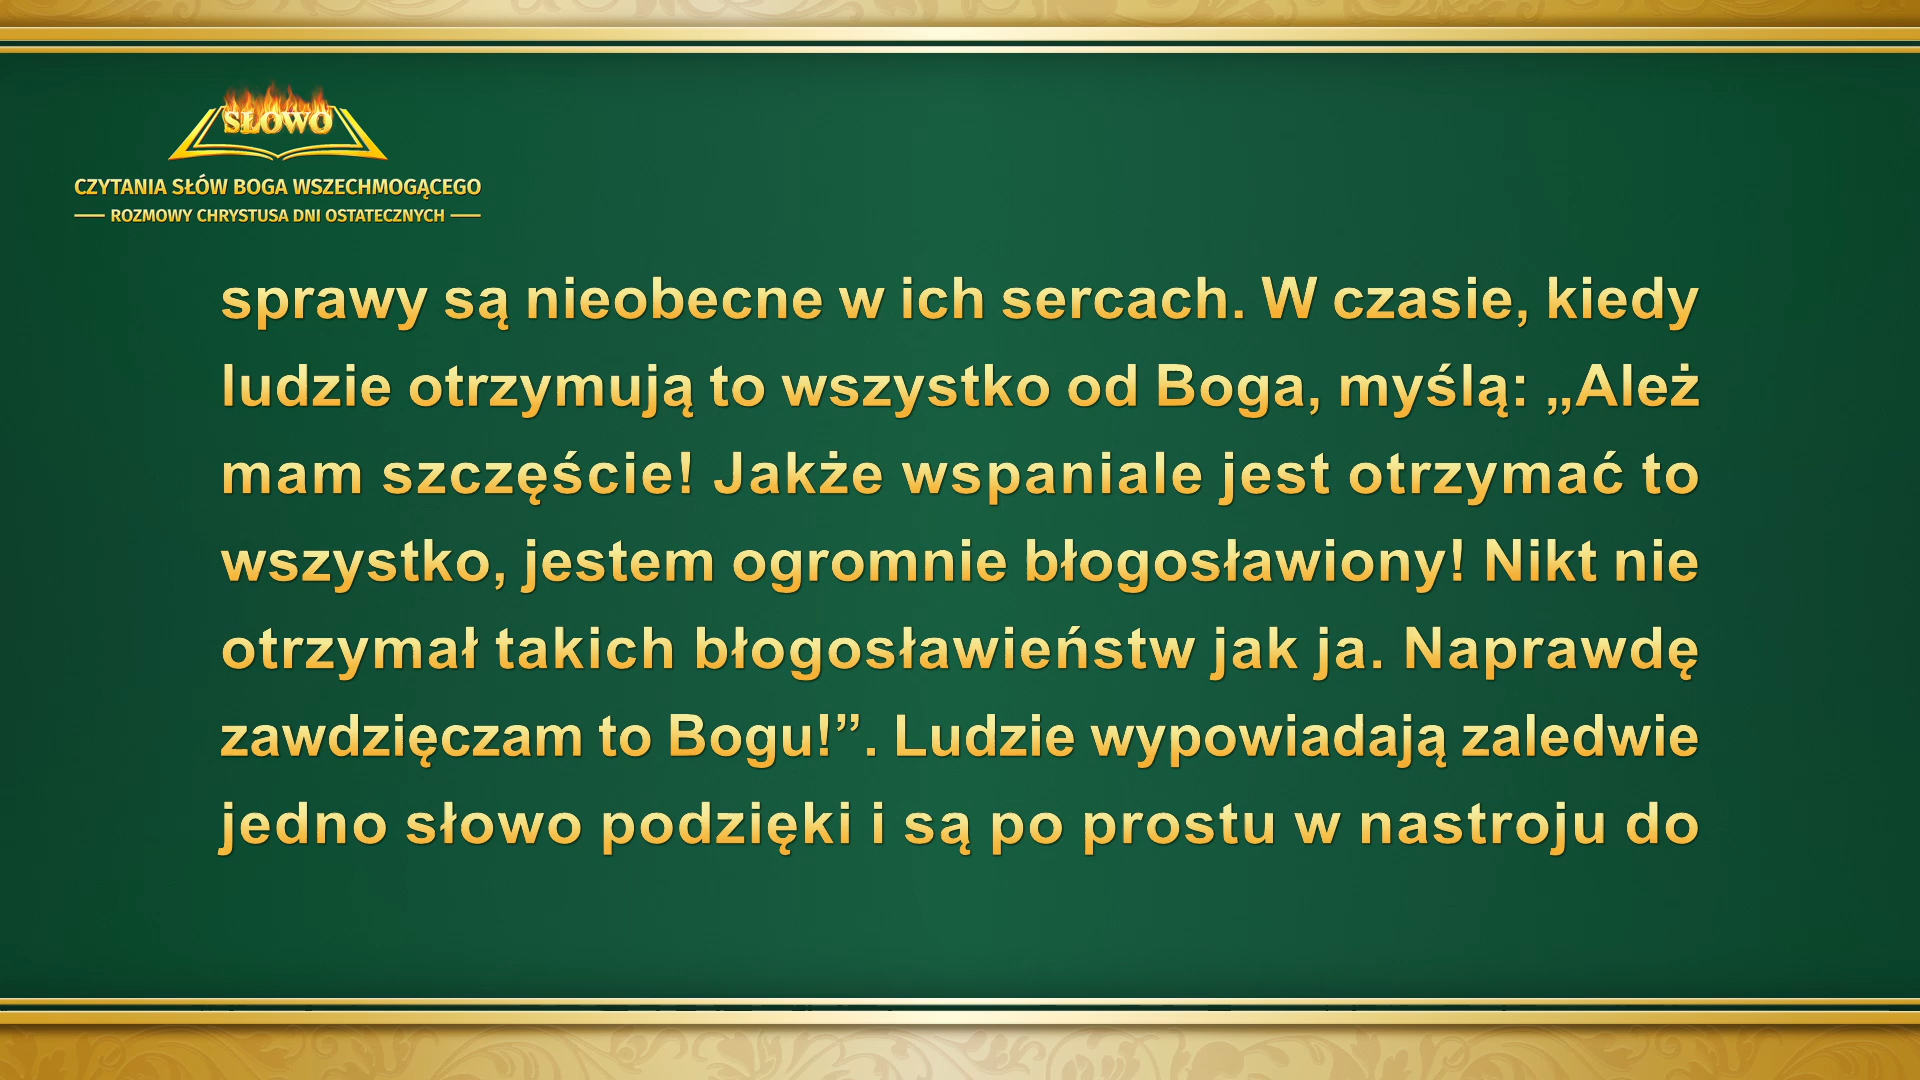 SŁOWO
CZYTANIA SŁÓW BOGA WSZECHMOGĄCEGO
ROZMOWY CHRYSTUSA DNI OSTATECZNYCH
sprawy są nieobecne w ich sercach. W czasie, kiedy
ludzie otrzymują to wszystko od Boga, myślą: „Ależ
mam szczęście! Jakże wspaniale jest otrzymać to
wszystko, jestem ogromnie błogosławiony! Nikt nie
otrzymał takich błogosławieństw jak ja. Naprawdę
zawdzięczam to Bogu!”. Ludzie wypowiadają zaledwie
jedno słowo podzięki i są po prostu w nastroju do